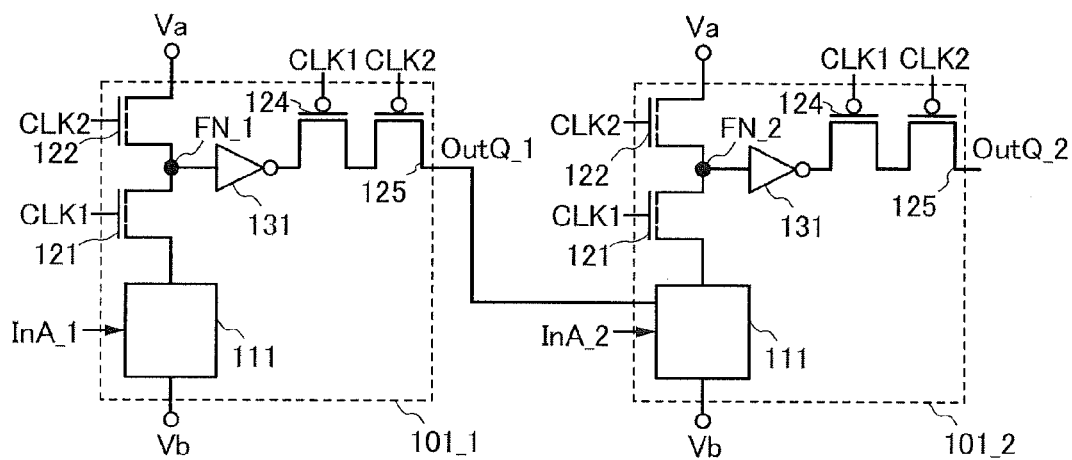 Va
CLK1 CLK2
CLK2
122
FN_1
124
125
OutQ_1
131
CLK1
121
InA_1
111
Vb
101_1
Va
CLK1 CLK2
CLK2
122
FN_2
124
125
OutQ_2
131
CLK1
121
InA_2
111
Vb
101_2